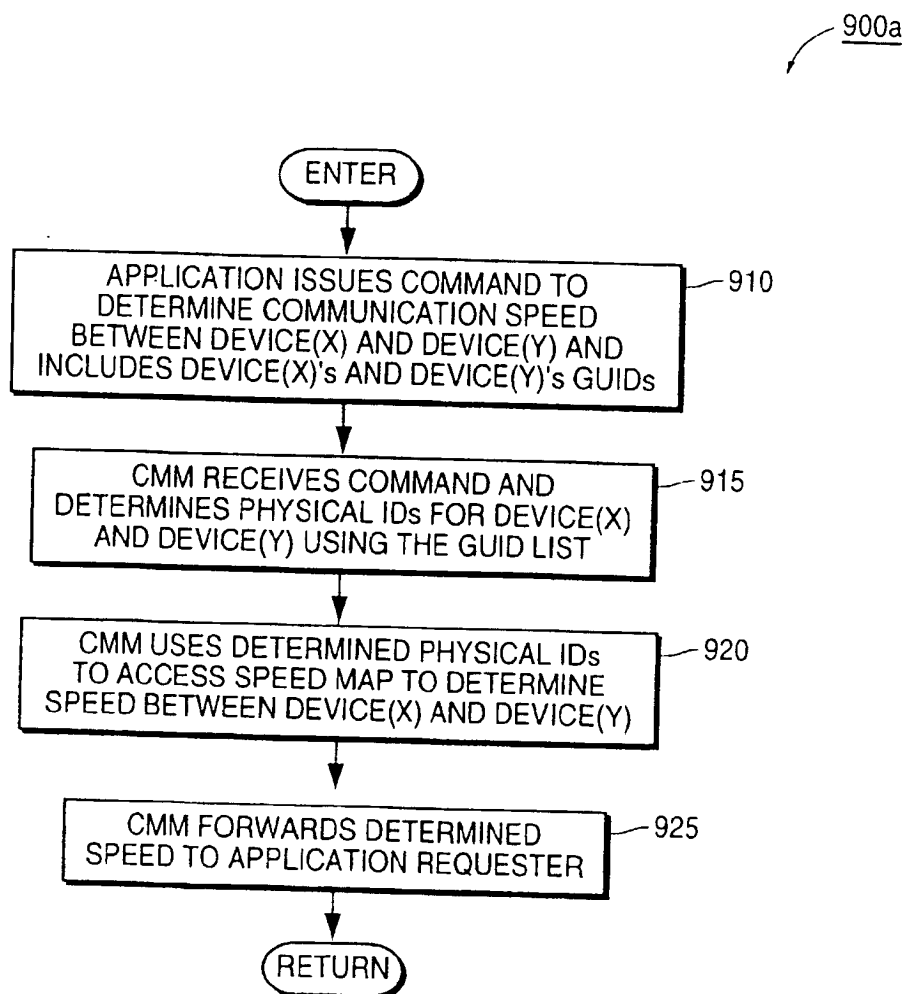 900a
ENTER
APPLICATION ISSUES COMMAND TO
DETERMINE COMMUNICATION SPEED
BETWEEN DEVICE(X) AND DEVICE(Y) AND
INCLUDES DEVICE(X)'s AND DEVICE(Y)'s GUIDs
910
CMM RECEIVES COMMAND AND
DETERMINES PHYSICAL IDs FOR DEVICE(X)
AND DEVICE(Y) USING THE GUID LIST
915
CMM USES DETERMINED PHYSICAL IDs
TO ACCESS SPEED MAP TO DETERMINE
SPEED BETWEEN DEVICE(X) AND DEVICE(Y)
920
CMM FORWARDS DETERMINED
SPEED TO APPLICATION REQUESTER
925
RETURN